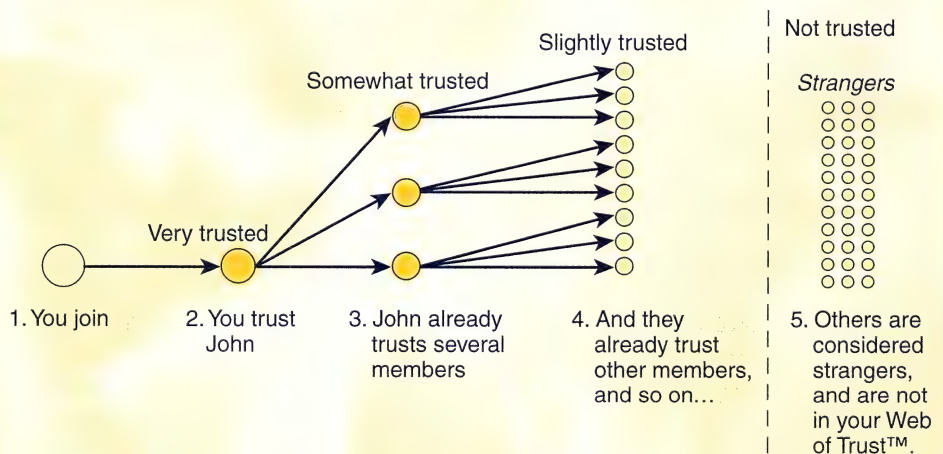 Not trusted
Slightly trusted
Somewhat trusted
Strangers
Very trusted
1. You join
2. You trust
John
3. John already
trusts several
members
4. And they
already trust
other members,
and so on...
5. Others are
considered
strangers,
and are not
in your Web
of Trust™.